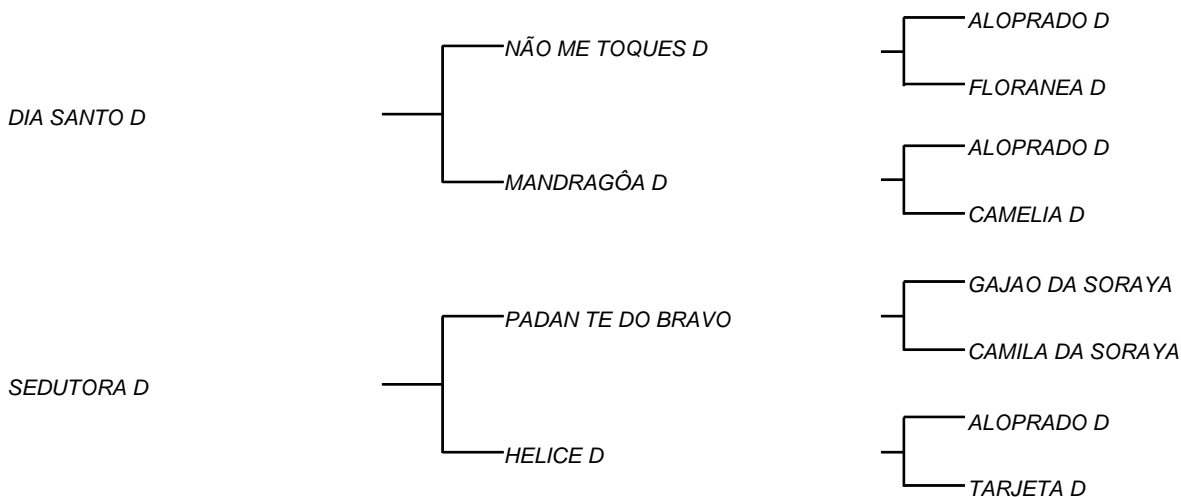 ALOPRADO D
NÃO ME TOQUES D
FLORANEA D
DIA SANTO D
ALOPRADO D
MANDRAGÔA D
CAMELIA D
GAJAO DA SORAYA
PADAN TE DO BRAVO
CAMILA DA SORAYA
SEDUTORA D
ALOPRADO D
HELICE D
TARJETA D